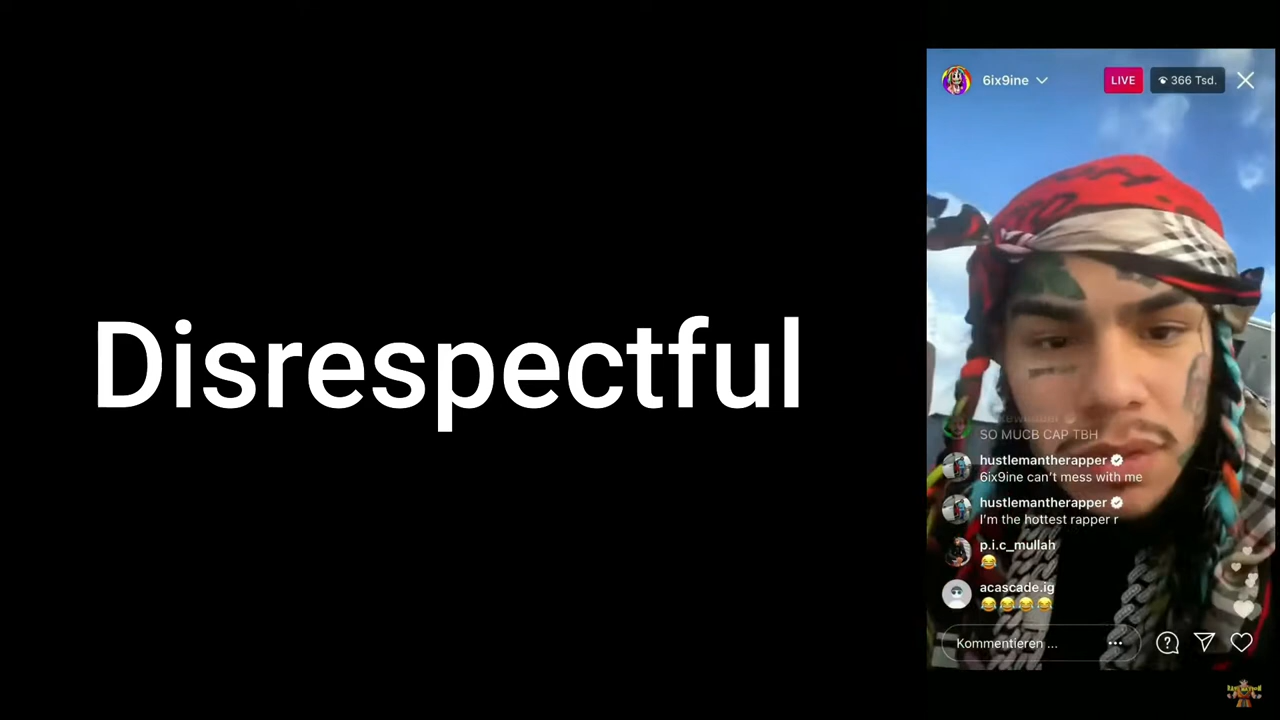 Disrespectful
6ix9ine
LIVE
366 Tsd.
SO MUCB CAP TBH
hustlemantherapper
6ix9ine can't mess with me
hustlemantherapper
I'm the hottest rapper r
p.i.c_mullah
😂
acascade.ig
😂😂😂😂
Kommentieren ...